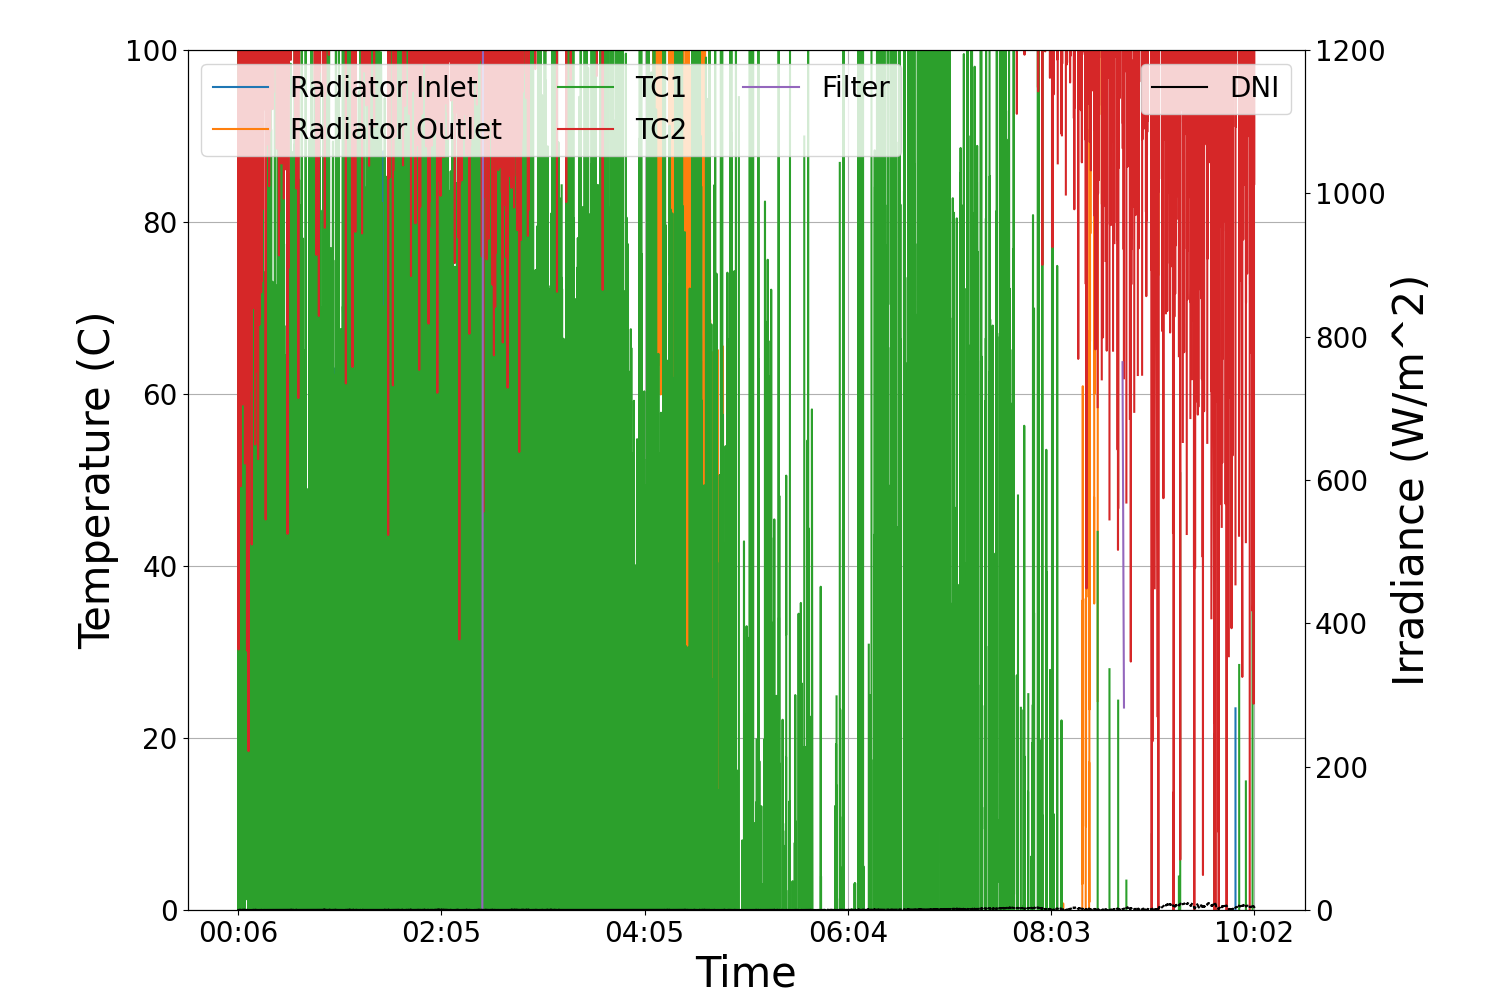 100
80
60
40
20
0
1200
1000
800
600
400
200
0
Radiator Inlet
Radiator Outlet
TC1
TC2
Filter
DNI
Temperature (C)
Irradiance (W/m^2)
00:06 02:05 04:05 06:04 08:03 10:02
Time